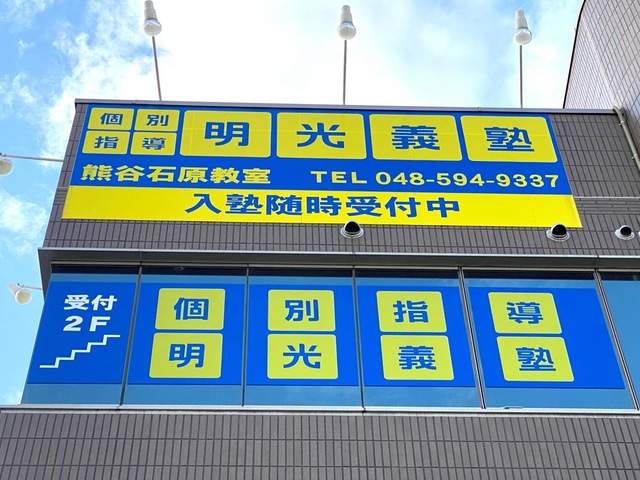 個別指導 明光義塾
熊谷石原教室 TEL 048-594-9337
入塾随時受付中
受付
2F
個別指導
明光義塾